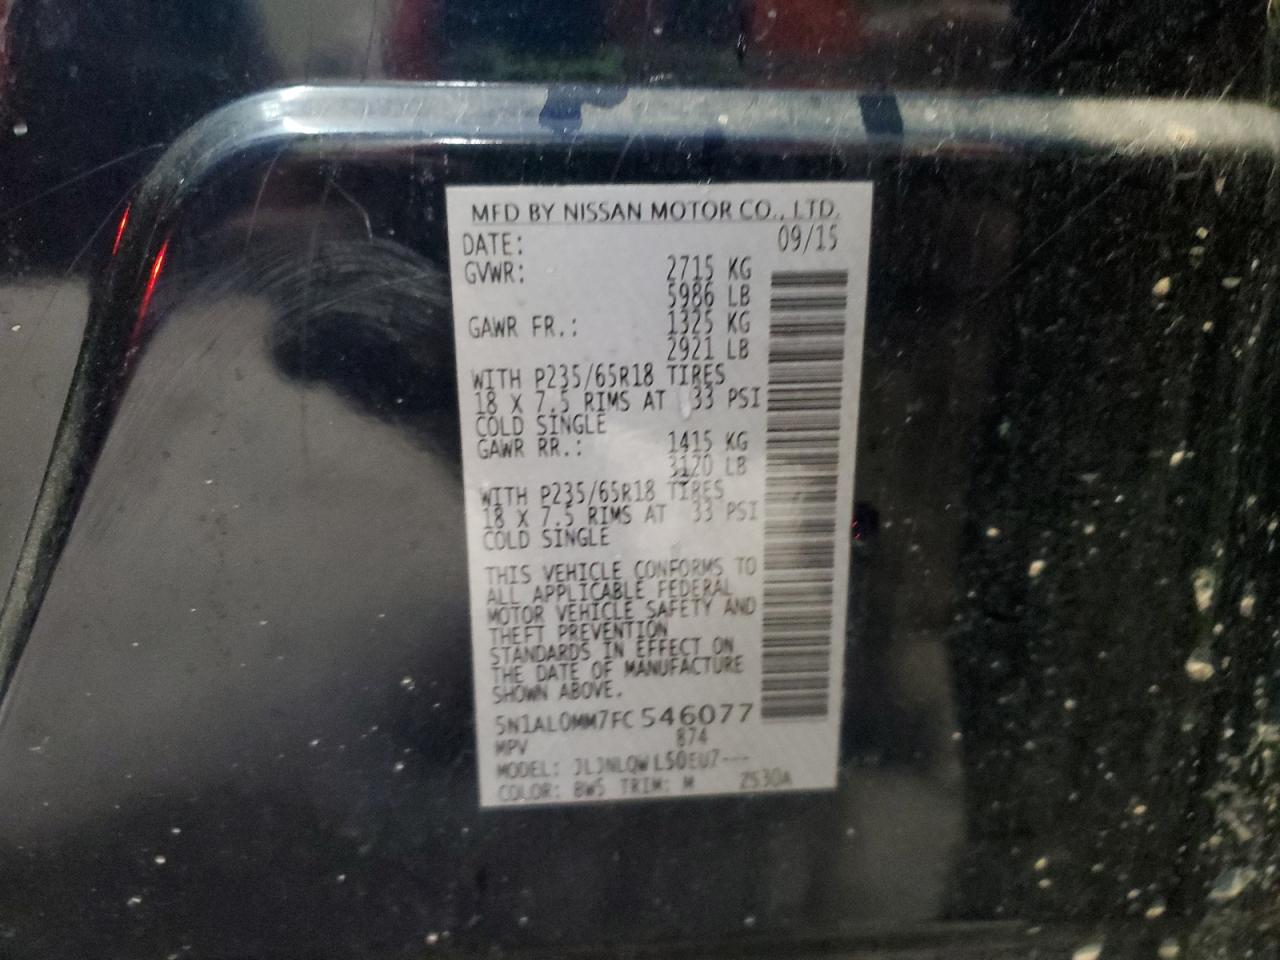 MFD BY NISSAN MOTOR CO., LTD.
DATE: 09/15
GVWR: 2715 KG
5986 LB
GAWR FR.: 1325 KG
2921 LB
WITH P235/65R18 TIRES
18 X 7.5 RIMS AT 33 PSI
COLD SINGLE
GAWR RR.: 1415 KG
3120 LB
WITH P235/65R18 TIRES
18 X 7.5 RIMS AT 33 PSI
COLD SINGLE
THIS VEHICLE CONFORMS TO
ALL APPLICABLE FEDERAL
MOTOR VEHICLE SAFETY AND
THEFT PREVENTION
STANDARDS IN EFFECT ON
THE DATE OF MANUFACTURE
SHOWN ABOVE.
5N1AL0MM7FC546077
MPV 874
MODEL:
COLOR: BW5 TRIM: M ZS30A